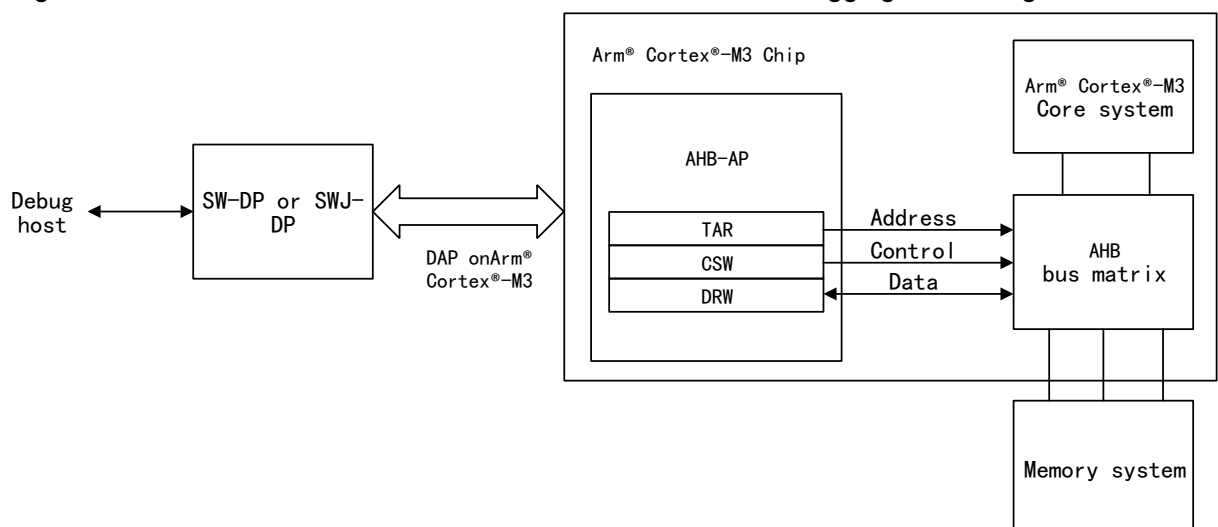 Arm® Cortex®-M3 Chip
Arm® Cortex®-M3
Core system
AHB-AP
Debug
host
SW-DP or SWJ-
DP
TAR
CSW
DRW
Address
Control
Data
AHB
bus matrix
DAP onArm®
Cortex®-M3
Memory system